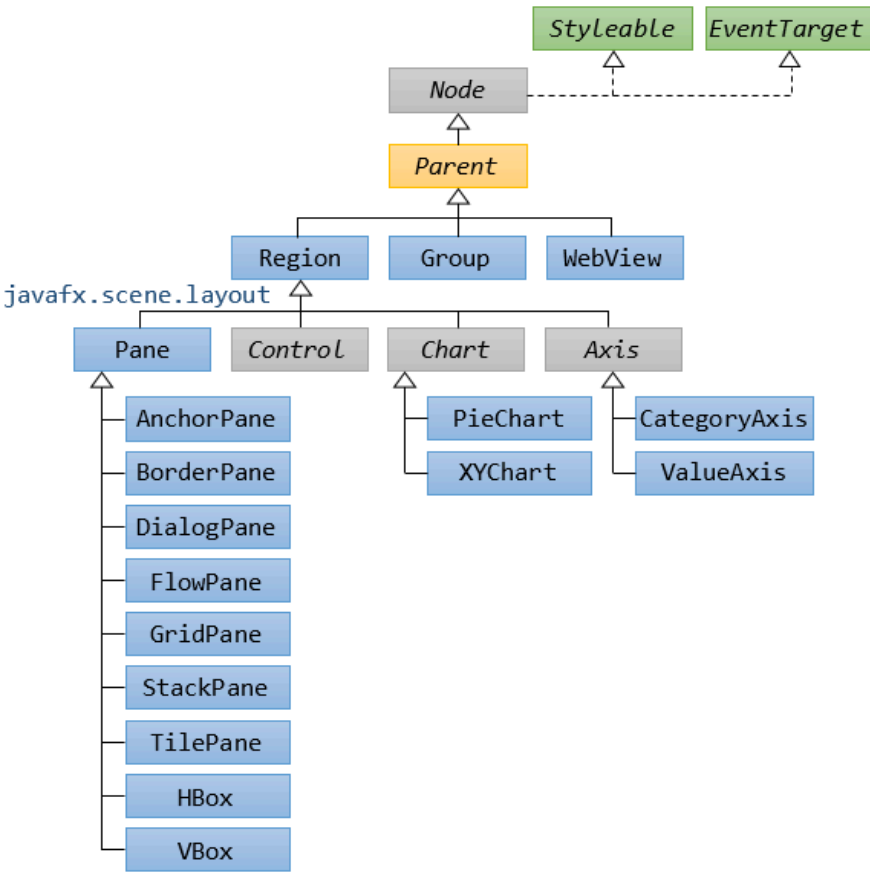 Styleable
EventTarget
Node
Parent
Region
Group
WebView
javafx.scene.layout
Pane
Control
Chart
Axis
AnchorPane
PieChart
CategoryAxis
BorderPane
XYChart
ValueAxis
DialogPane
FlowPane
GridPane
StackPane
TilePane
HBox
VBox